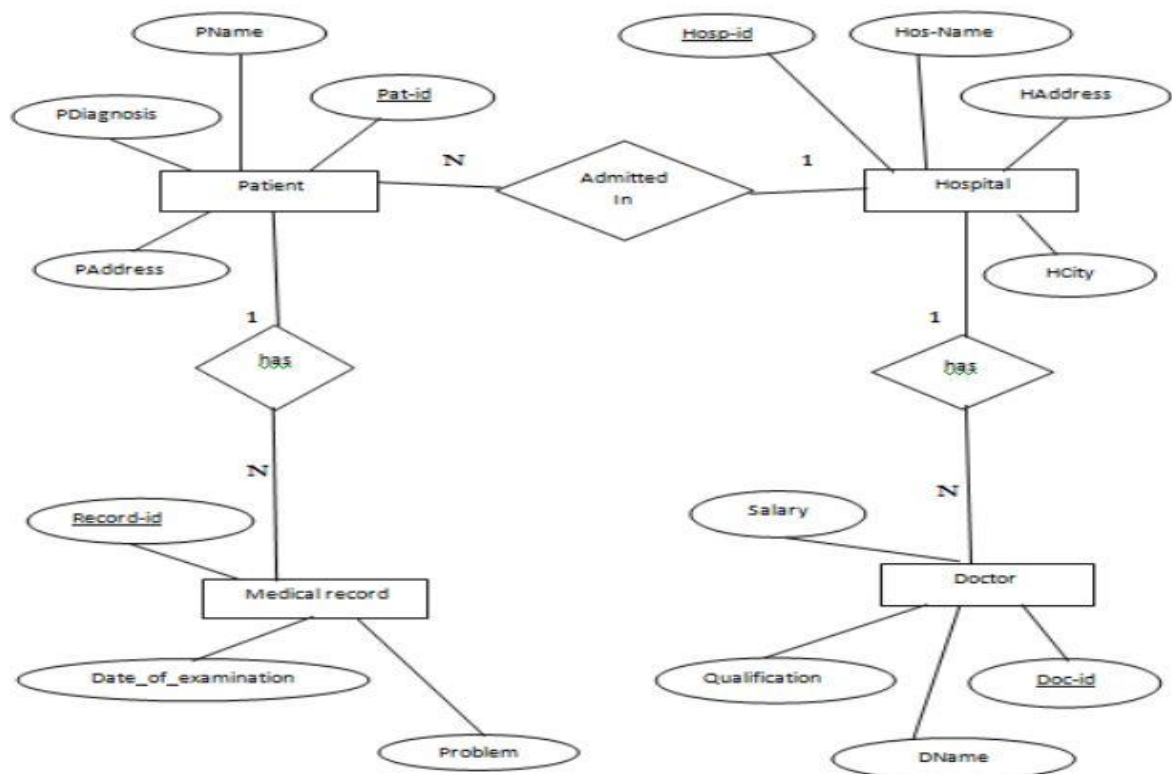 PName
Hosp-id
Hos-Name
PDiagnosis
Pat-id
HAddress
N
Admitted
In
1
Patient
Hospital
PAddress
HCity
1
has
1
has
N
N
Record-id
Salary
Medical record
Doctor
Date_of_examination
Qualification
Doc-id
Problem
DName